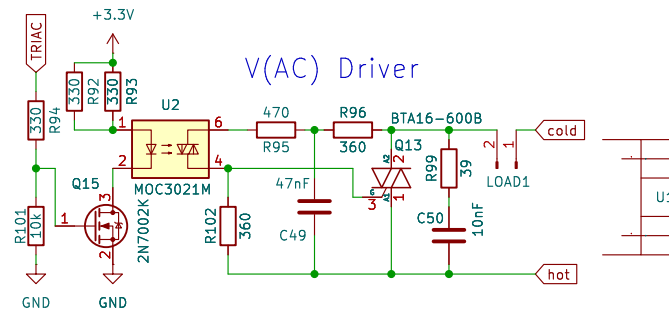 +3.3V
TRIAC
V(AC) Driver
330
R92
330
R93
330
R94
U2
1
6
2
4
MOC3021M
470
R95
R96
360
BTA16-600B
Q13
A2
2
G
3
A1
1
R99
39
2
1
LOAD1
cold
47nF
C49
C50
10nF
Q15
3
1
2
2N7002K
R101
10k
R102
360
hot
GND
GND
U1